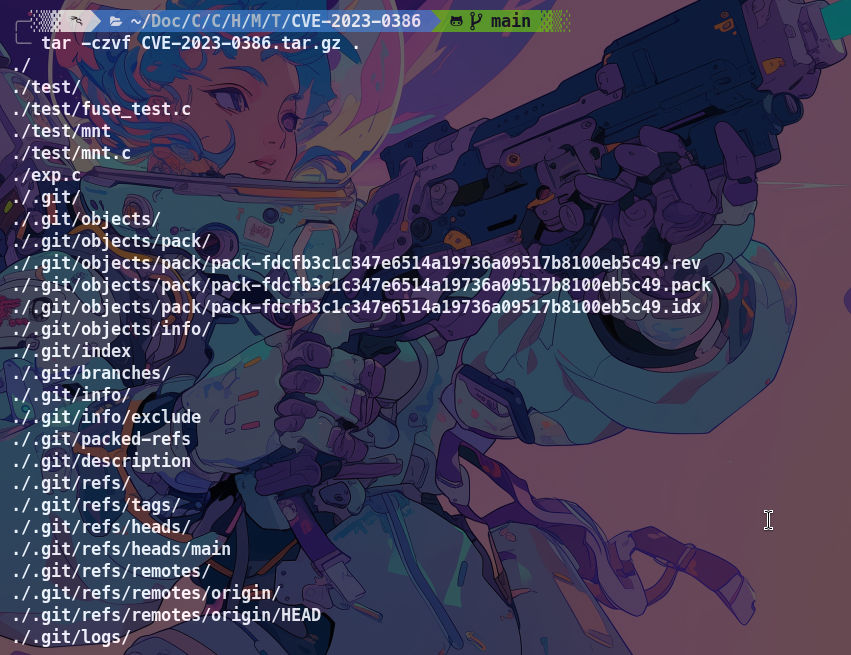 ~/Doc/C/C/H/M/T/CVE-2023-0386 main
tar -czvf CVE-2023-0386.tar.gz .
./
./test/
./test/fuse_test.c
./test/mnt
./test/mnt.c
./exp.c
./.git/
./.git/objects/
./.git/objects/pack/
./.git/objects/pack/pack-fdcfb3c1c347e6514a19736a09517b8100eb5c49.rev
./.git/objects/pack/pack-fdcfb3c1c347e6514a19736a09517b8100eb5c49.pack
./.git/objects/pack/pack-fdcfb3c1c347e6514a19736a09517b8100eb5c49.idx
./.git/objects/info/
./.git/index
./.git/branches/
./.git/info/
./.git/info/exclude
./.git/packed-refs
./.git/description
./.git/refs/
./.git/refs/tags/
./.git/refs/heads/
./.git/refs/heads/main
./.git/refs/remotes/
./.git/refs/remotes/origin/
./.git/refs/remotes/origin/HEAD
./.git/logs/